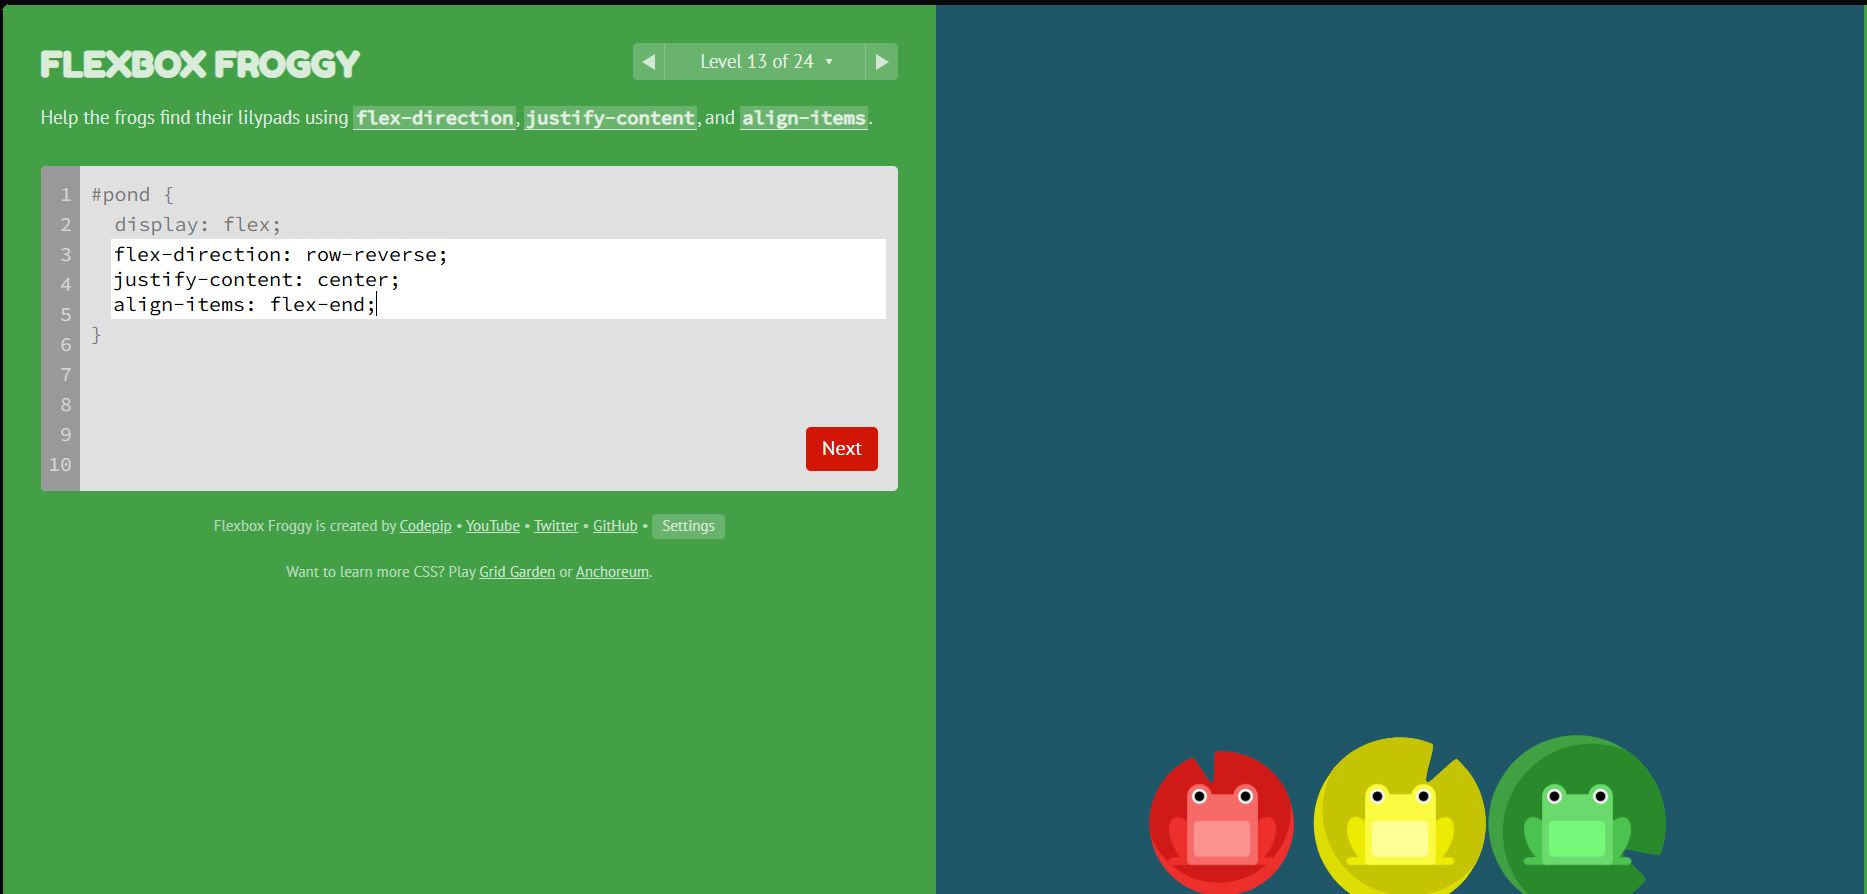 FLEXBOX FROGGY
◀ Level 13 of 24 ▾ ▶
Help the frogs find their lilypads using flex-direction, justify-content, and align-items.
1 #pond {
2 display: flex;
3 flex-direction: row-reverse;
4 justify-content: center;
5 align-items: flex-end;
6 }
7
8
9
10
Next
Flexbox Froggy is created by Codepip • YouTube • Twitter • GitHub • Settings
Want to learn more CSS? Play Grid Garden or Anchoreum.